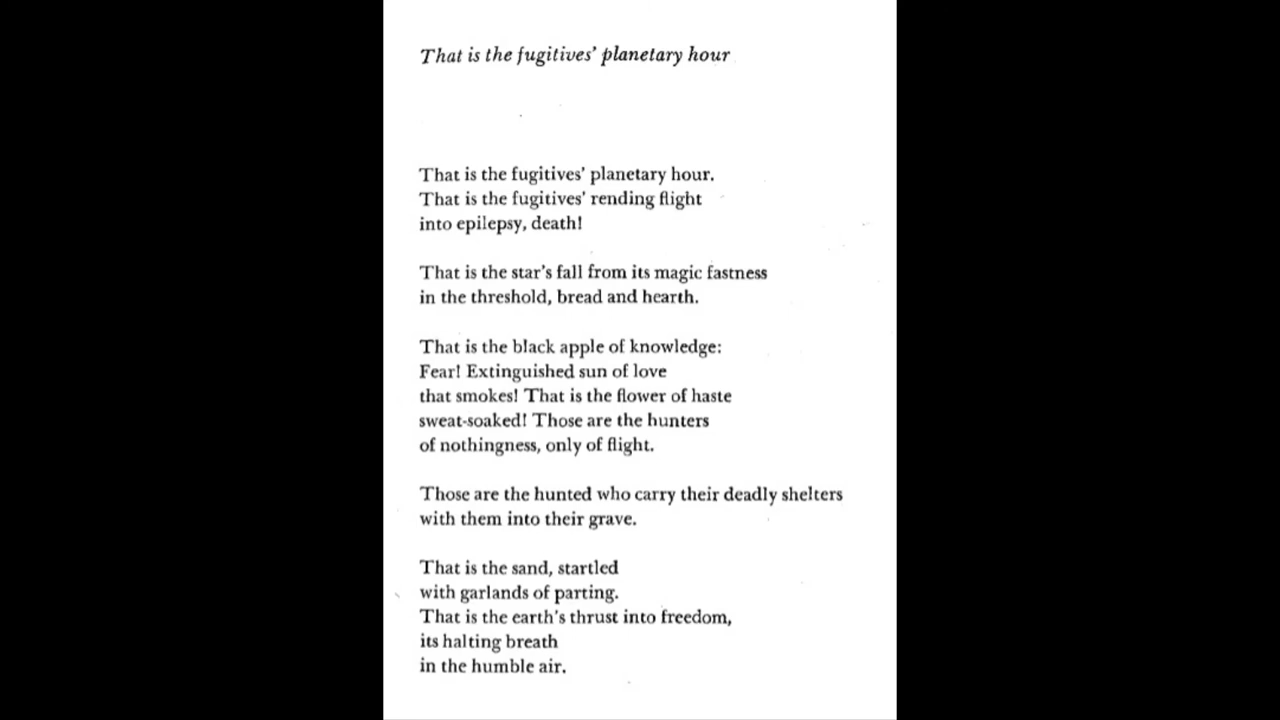 That is the fugitives' planetary hour
That is the fugitives' planetary hour.
That is the fugitives' rending flight
into epilepsy, death!
That is the star's fall from its magic fastness
in the threshold, bread and hearth.
That is the black apple of knowledge:
Fear! Extinguished sun of love
that smokes! That is the flower of haste
sweat-soaked! Those are the hunters
of nothingness, only of flight.
Those are the hunted who carry their deadly shelters
with them into their grave.
That is the sand, startled
with garlands of parting.
That is the earth's thrust into freedom,
its halting breath
in the humble air.